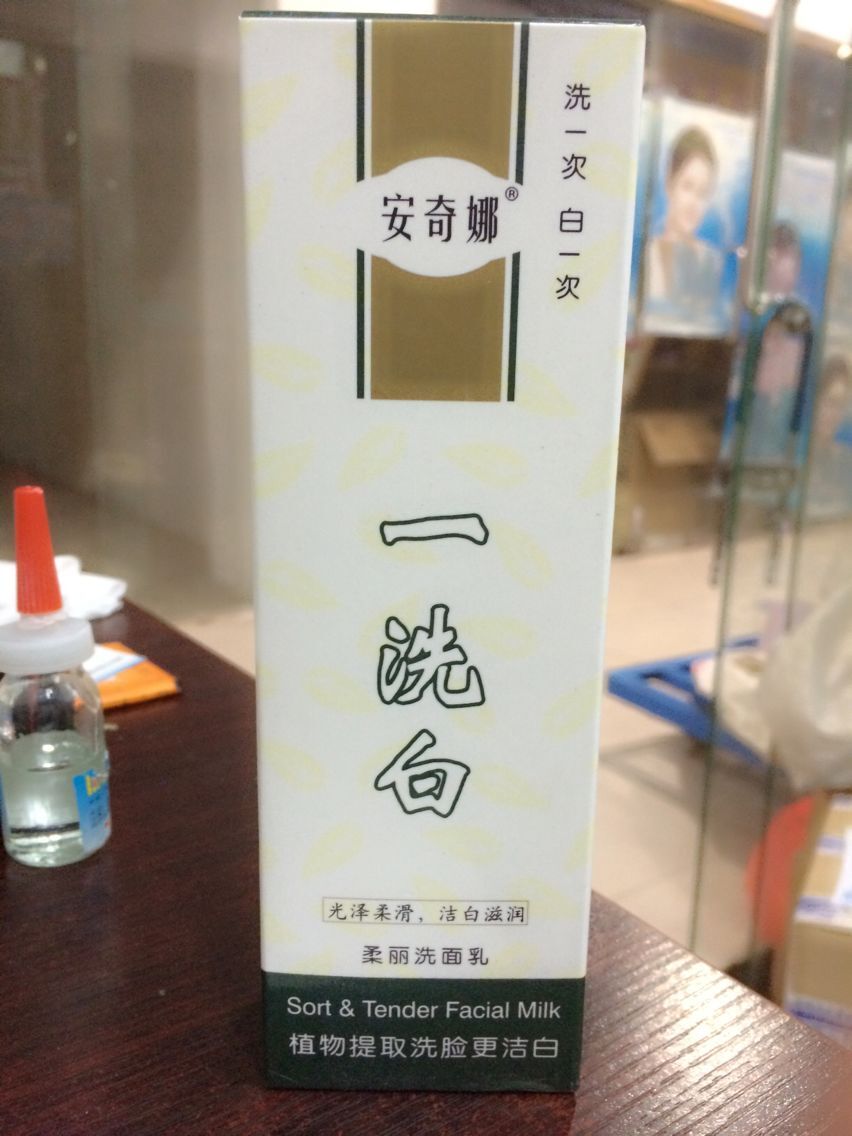 安奇娜®
洗一次 白一次
一洗白
光泽柔滑，洁白滋润
柔丽洗面乳
Sort & Tender Facial Milk
植物提取洗脸更洁白